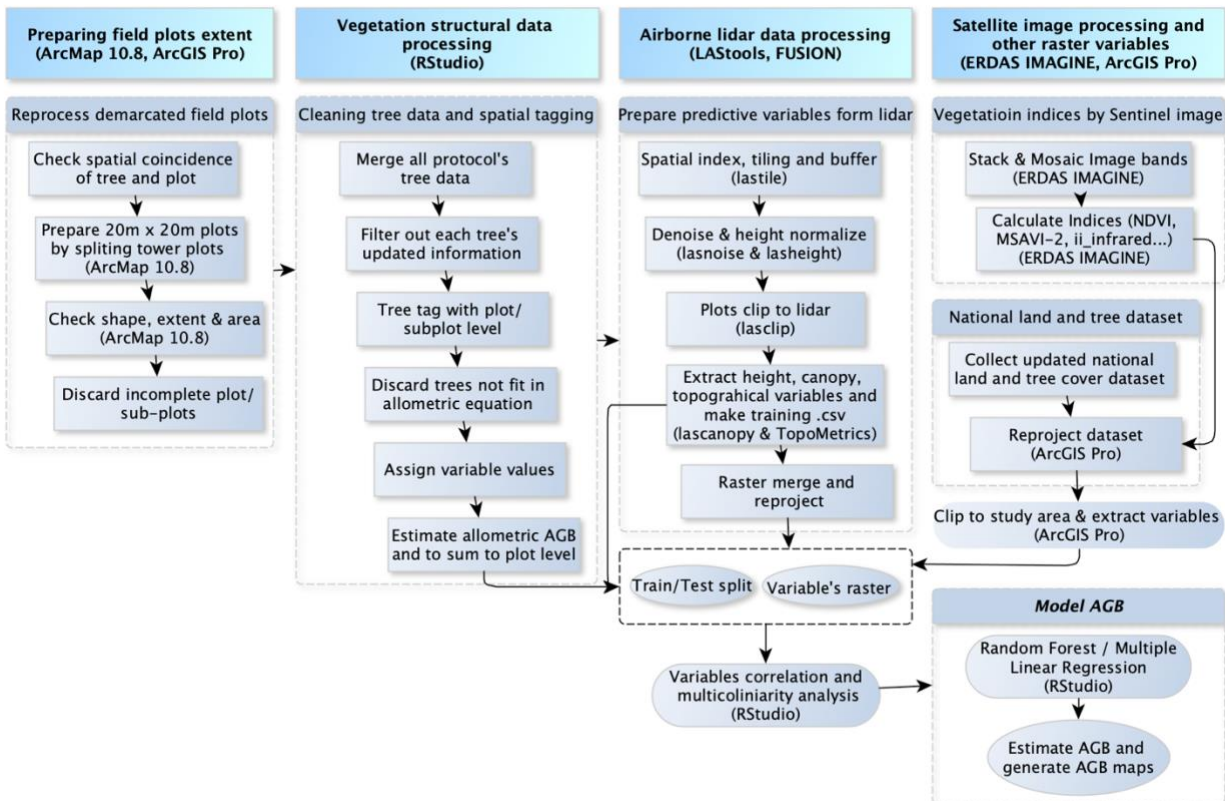 Preparing field plots extent
(ArcMap 10.8, ArcGIS Pro)
Reprocess demarcated field plots
Check spatial coincidence
of tree and plot
Prepare 20m x 20m plots
by spliting tower plots
(ArcMap 10.8)
Check shape, extent & area
(ArcMap 10.8)
Discard incomplete plot/
sub-plots
Vegetation structural data
processing
(RStudio)
Cleaning tree data and spatial tagging
Merge all protocol's
tree data
Filter out each tree's
updated information
Tree tag with plot/
subplot level
Discard trees not fit in
allometric equation
Assign variable values
Estimate allometric AGB
and to sum to plot level
Airborne lidar data processing
(LAStools, FUSION)
Prepare predictive variables form lidar
Spatial index, tiling and buffer
(lastile)
Denoise & height normalize
(lasnoise & lasheight)
Plots clip to lidar
(lasclip)
Extract height, canopy,
topograhical variables and
make training .csv
(lascanopy & TopoMetrics)
Raster merge and
reproject
Satellite image processing and
other raster variables
(ERDAS IMAGINE, ArcGIS Pro)
Vegetatioin indices by Sentinel image
Stack & Mosaic Image bands
(ERDAS IMAGINE)
Calculate Indices (NDVI,
MSAVI-2, ii_infrared...)
(ERDAS IMAGINE)
National land and tree dataset
Collect updated national
land and tree cover dataset
Reproject dataset
(ArcGIS Pro)
Clip to study area & extract variables
(ArcGIS Pro)
Train/Test split
Variable's raster
Variables correlation and
multicoliniarity analysis
(RStudio)
Model AGB
Random Forest / Multiple
Linear Regression
(RStudio)
Estimate AGB and
generate AGB maps